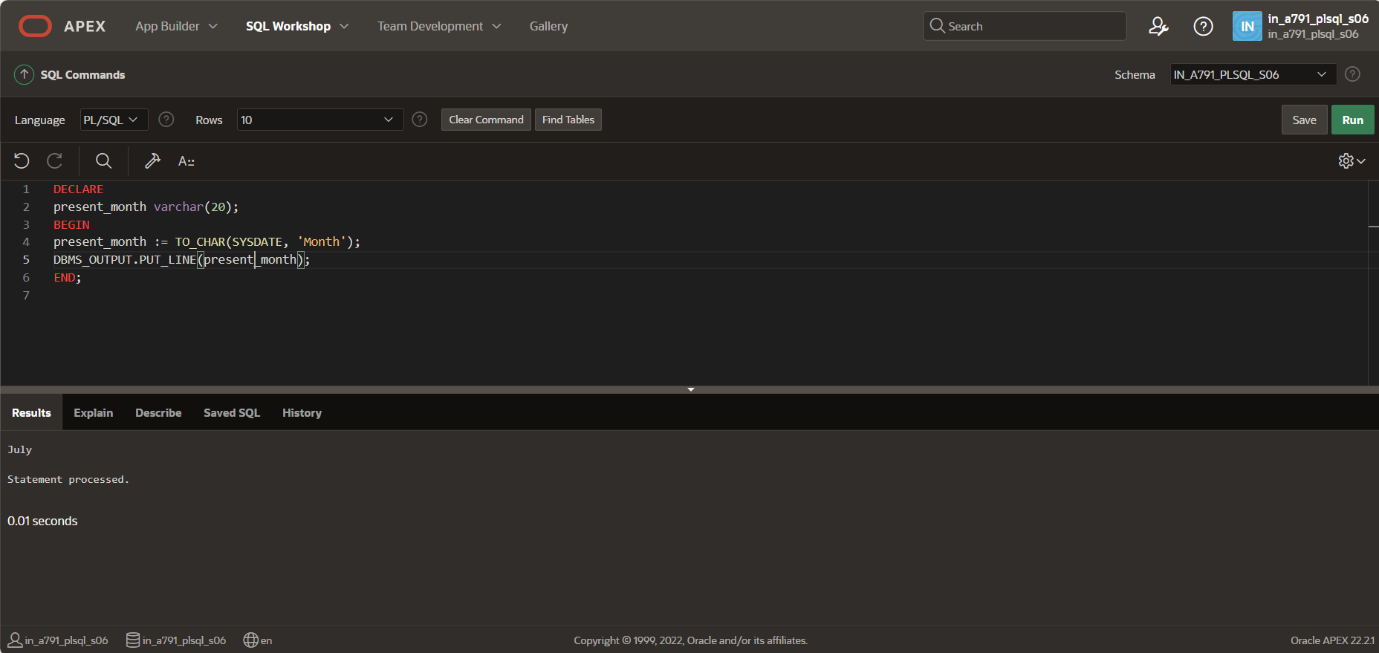 APEX App Builder SQL Workshop Team Development Gallery Search IN in_a791_plsql_s06
in_a791_plsql_s06
SQL Commands Schema IN_A791_PLSQL_S06
Language PL/SQL Rows 10 Clear Command Find Tables Save Run
A::
1 DECLARE
2 present_month varchar(20);
3 BEGIN
4 present_month := TO_CHAR(SYSDATE, 'Month');
5 DBMS_OUTPUT.PUT_LINE(present_month);
6 END;
7
Results Explain Describe Saved SQL History
July
Statement processed.
0.01 seconds
in_a791_plsql_s06 in_a791_plsql_s06 en Copyright © 1999, 2022, Oracle and/or its affiliates. Oracle APEX 22.2.1